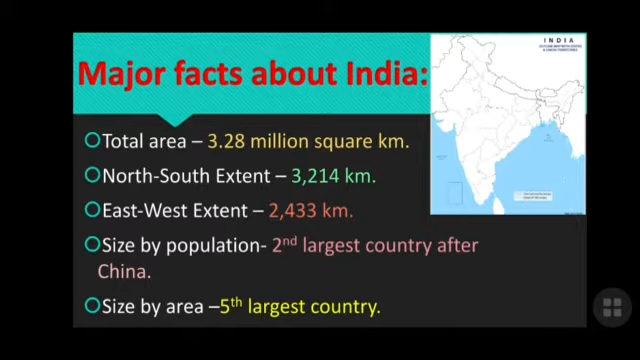 Major facts about India:
INDIA
Total area – 3.28 million square km.
North-South Extent – 3,214 km.
East-West Extent – 2,433 km.
Size by population- 2nd largest country after
China.
Size by area –5th largest country.